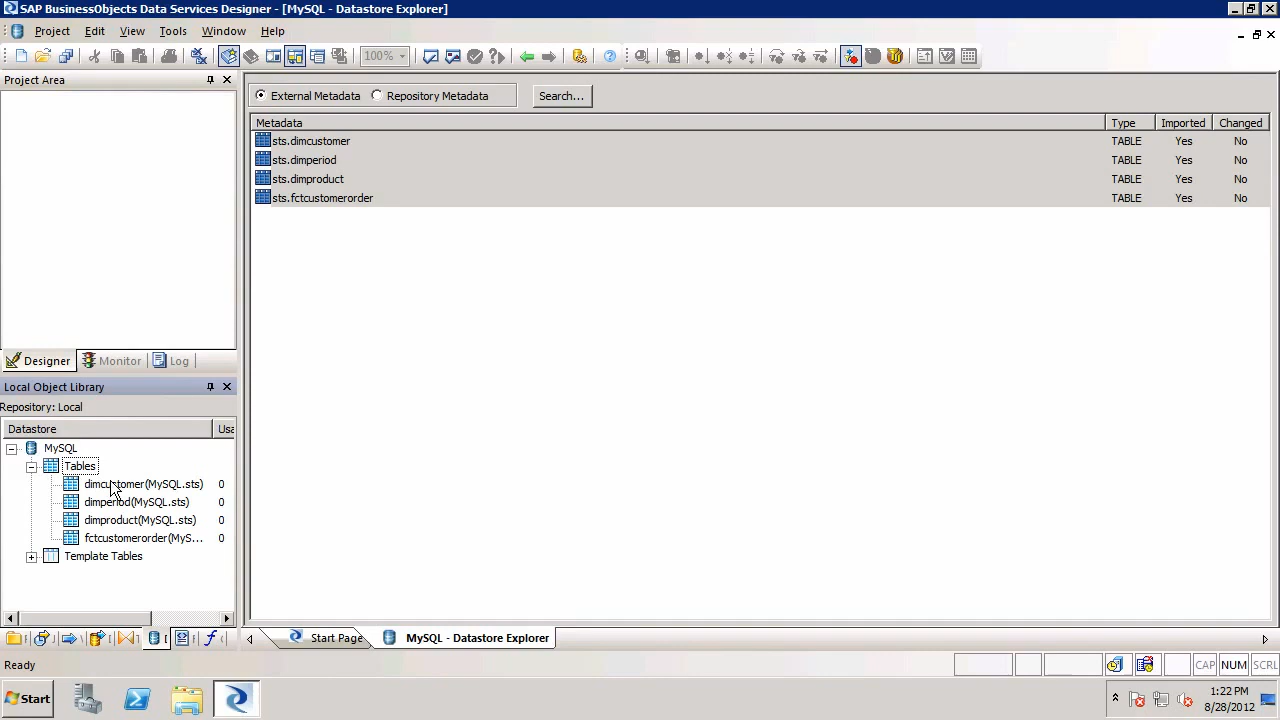 SAP BusinessObjects Data Services Designer - [MySQL - Datastore Explorer]
Project Edit View Tools Window Help
100%
Project Area
External Metadata Repository Metadata Search...
Metadata Type Imported Changed
sts.dimcustomer TABLE Yes No
sts.dimperiod TABLE Yes No
sts.dimproduct TABLE Yes No
sts.fctcustomerorder TABLE Yes No
Designer Monitor Log
Local Object Library
Repository: Local
Datastore Usa
MySQL
Tables
dimcustomer(MySQL.sts) 0
dimperiod(MySQL.sts) 0
dimproduct(MySQL.sts) 0
fctcustomerorder(MyS... 0
Template Tables
Start Page MySQL - Datastore Explorer
Ready CAP NUM SCRL
Start
1:22 PM
8/28/2012